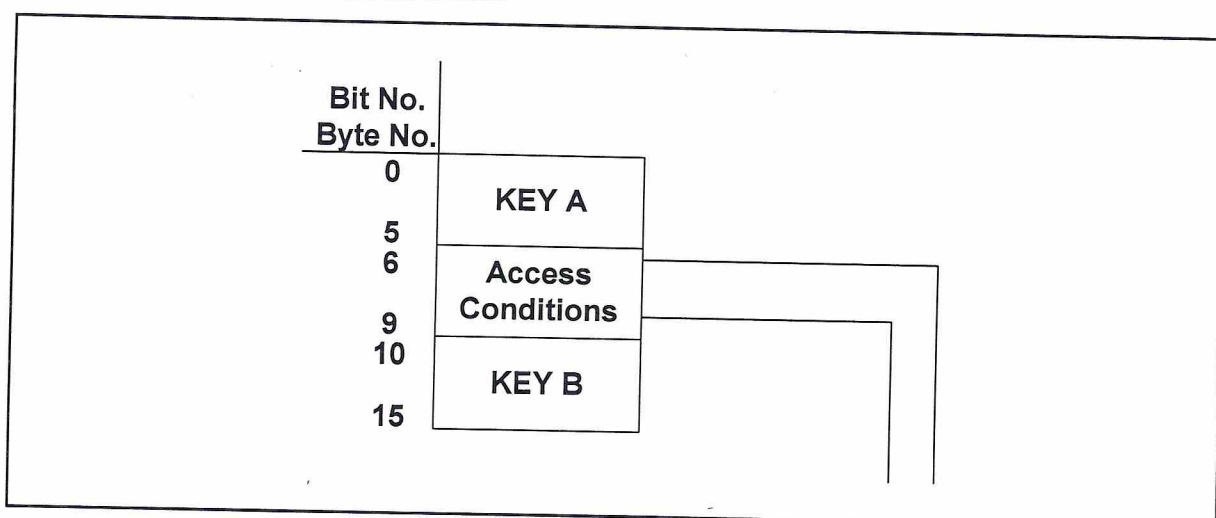 Bit No.
Byte No.
0
KEY A
5
6
Access
Conditions
9
10
KEY B
15